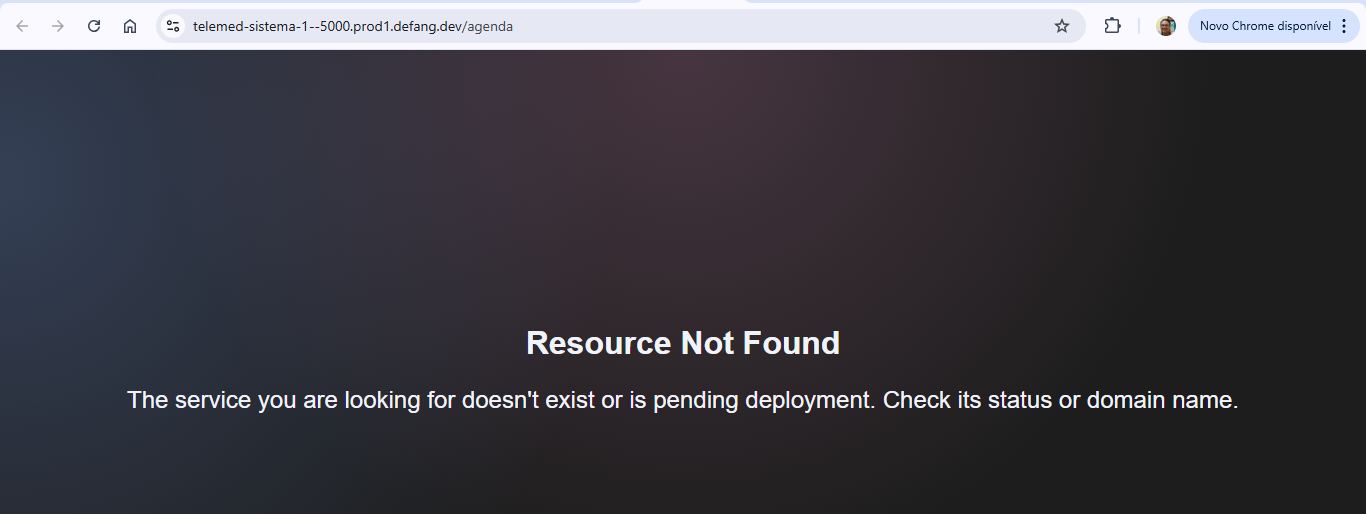 telemed-sistema-1--5000.prod1.defang.dev/agenda
Novo Chrome disponível
Resource Not Found
The service you are looking for doesn't exist or is pending deployment. Check its status or domain name.